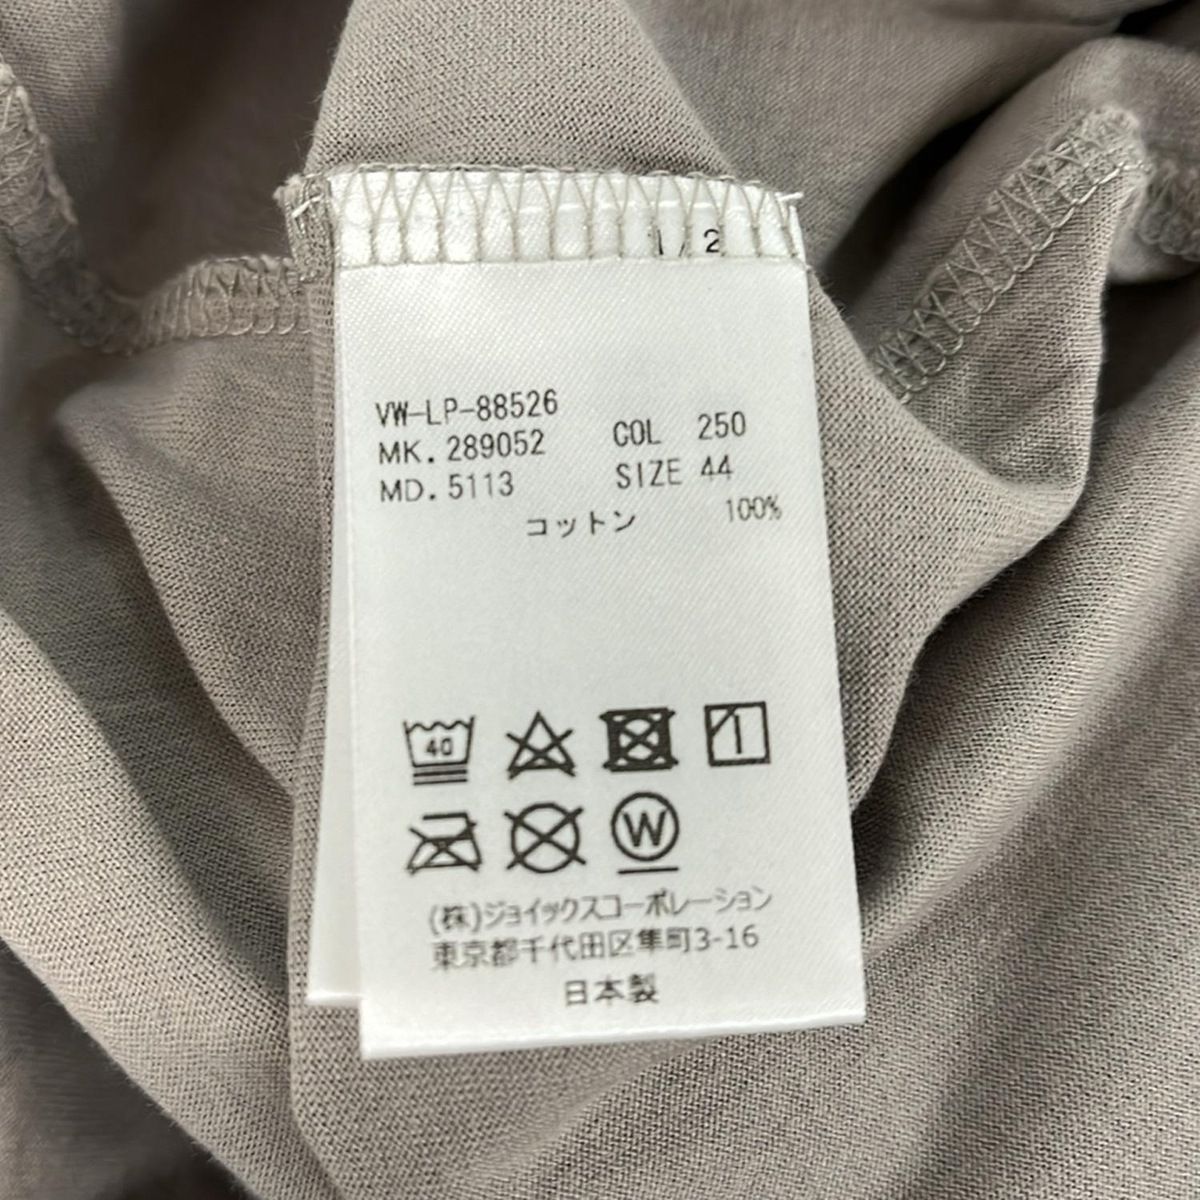 1/2
VW-LP-88526
MK.289052 COL 250
MD.5113 SIZE 44
コットン 100%
40
W
(株)ジョイックスコーポレーション
東京都千代田区隼町3-16
日本製